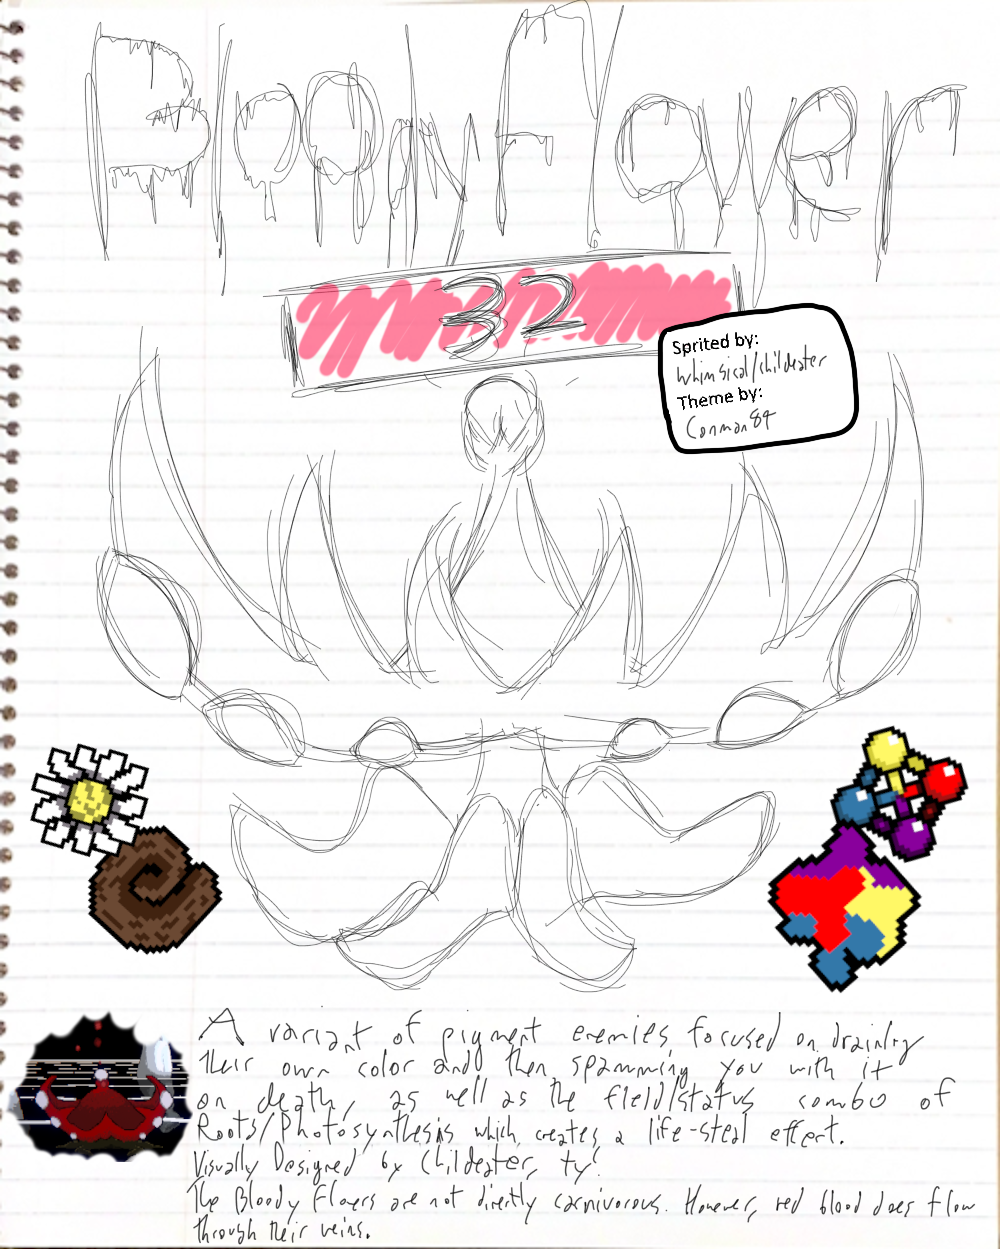 Bloody Flower
32
Sprited by:
Whimsical/childeater
Theme by:
Conman84
A variant of pigment enemies focused on draining
their own color and then spamming you with it
on death, as well as the field/status combo of
Roots/Photosynthesis which creates a life-steal effect.
Visually Designed by Childeater, ty!
The Bloody Flowers are not directly carnivorous. However, red blood does flow
through their veins.